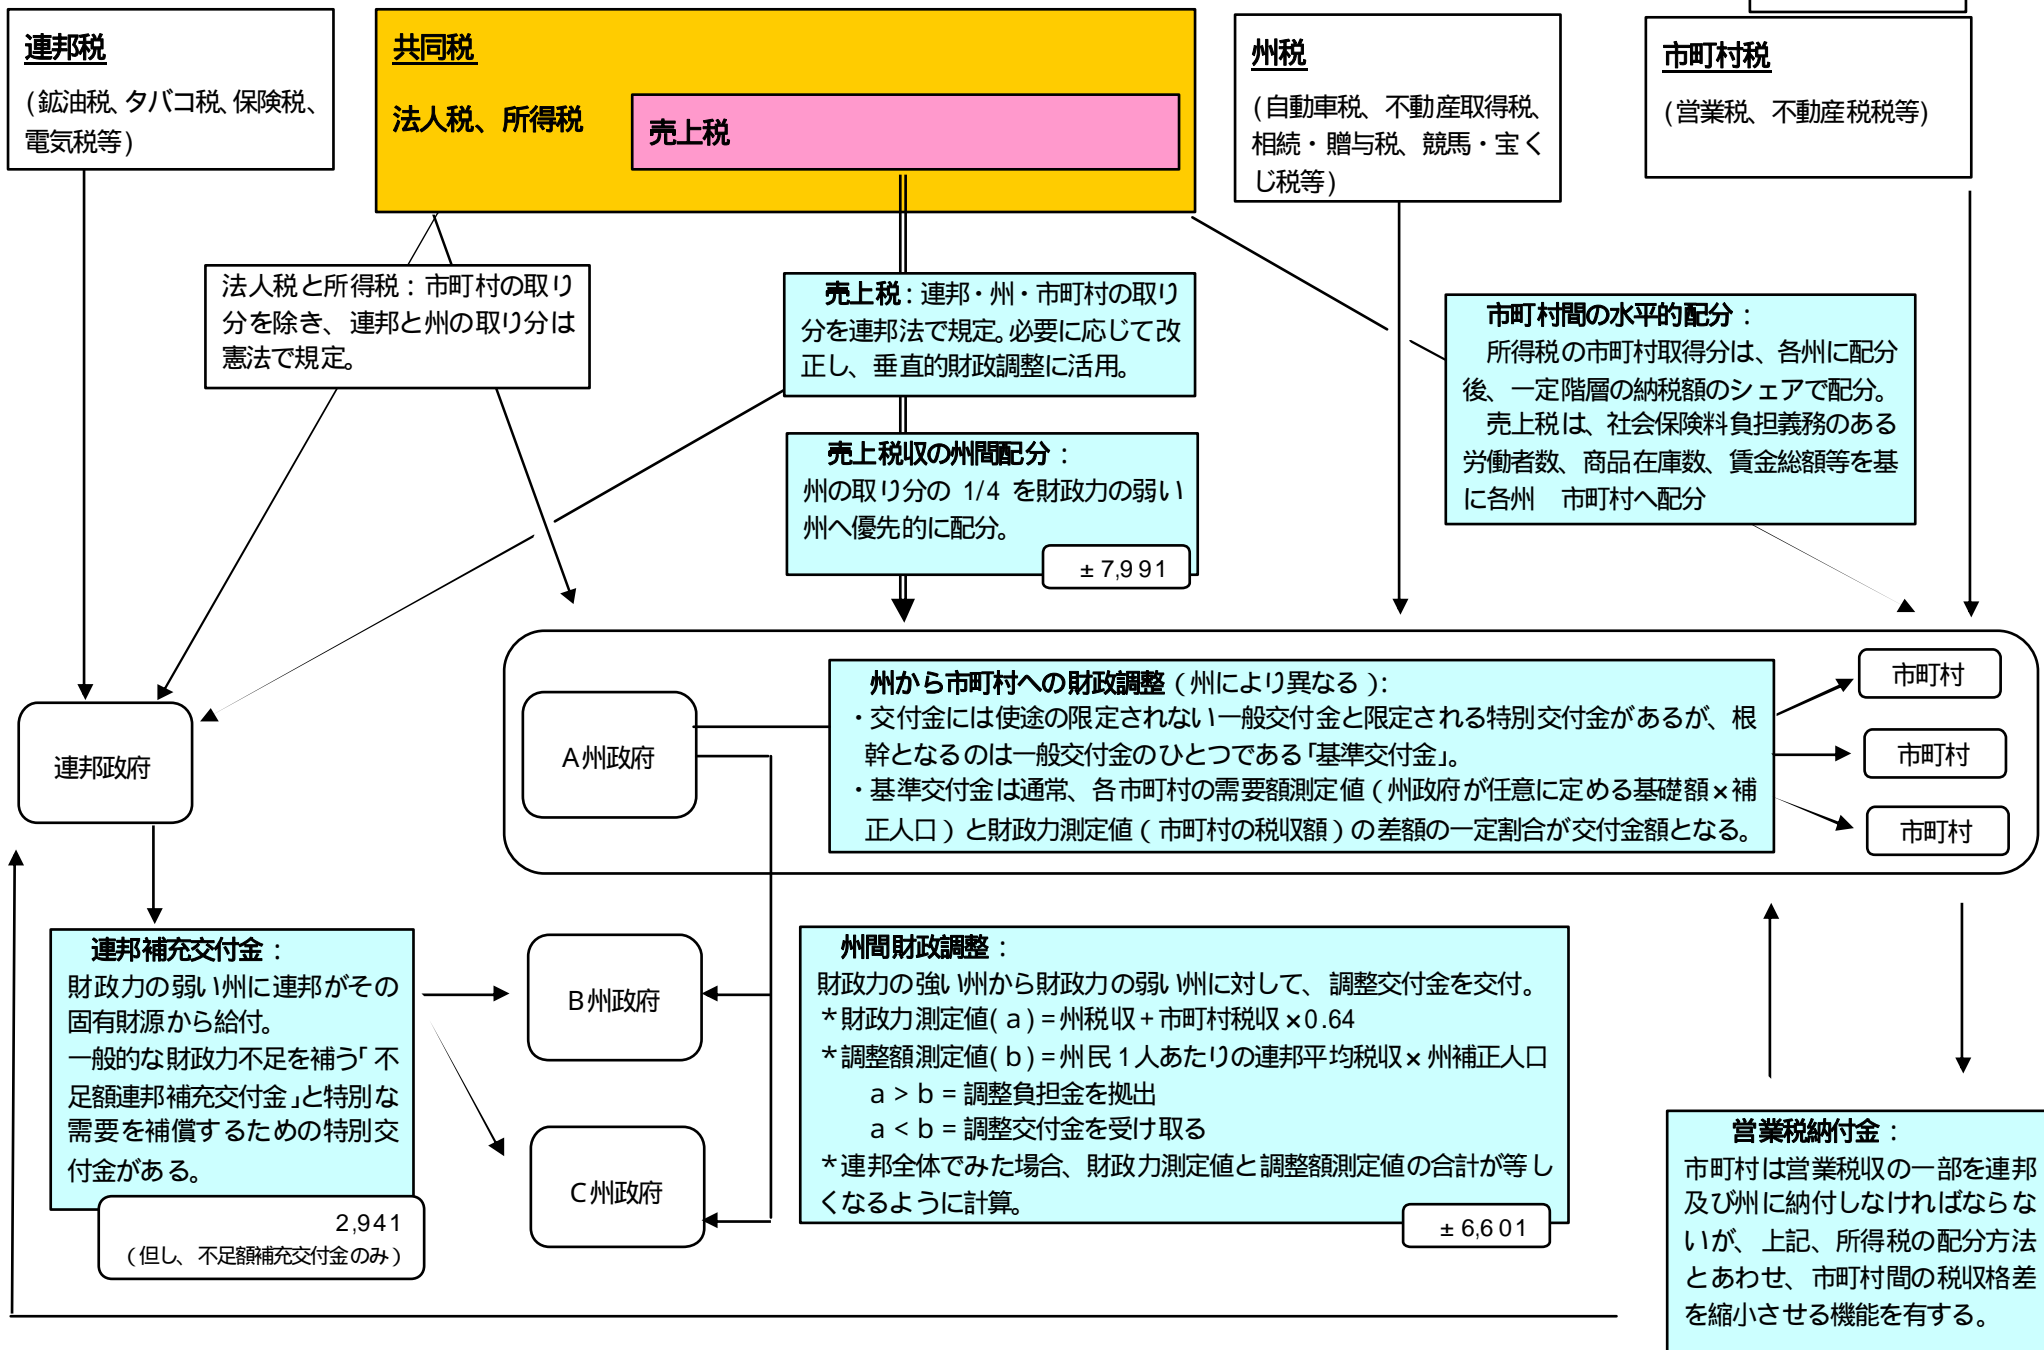 連邦税
(鉱油税、タバコ税、保険税、
電気税等)
共同税
法人税、所得税
売上税
州税
(自動車税、不動産取得税、
相続・贈与税、競馬・宝く
じ税等)
市町村税
(営業税、不動産税税等)
法人税と所得税：市町村の取り
分を除き、連邦と州の取り分は
憲法で規定。
売上税：連邦・州・市町村の取り
分を連邦法で規定。必要に応じて改
正し、垂直的財政調整に活用。
市町村間の水平的配分：
所得税の市町村取得分は、各州に配分
後、一定階層の納税額のシェアで配分。
売上税は、社会保険料負担義務のある
労働者数、商品在庫数、賃金総額等を基
に各州　市町村へ配分
売上税収の州間配分：
州の取り分の 1/4 を財政力の弱い
州へ優先的に配分。
±7,991
連邦政府
A州政府
州から市町村への財政調整（州により異なる）:
・交付金には使途の限定されない一般交付金と限定される特別交付金があるが、根
幹となるのは一般交付金のひとつである「基準交付金」。
・基準交付金は通常、各市町村の需要額測定値（州政府が任意に定める基礎額×補
正人口）と財政力測定値（市町村の税収額）の差額の一定割合が交付金額となる。
市町村
市町村
市町村
連邦補充交付金：
財政力の弱い州に連邦がその
固有財源から給付。
一般的な財政力不足を補う「不
足額連邦補充交付金」と特別な
需要を補償するための特別交
付金がある。
2,941
（但し、不足額補充交付金のみ）
B州政府
C州政府
州間財政調整：
財政力の強い州から財政力の弱い州に対して、調整交付金を交付。
*財政力測定値(a)=州税収+市町村税収×0.64
*調整額測定値(b)=州民1人あたりの連邦平均税収×州補正人口
a>b=調整負担金を拠出
a<b=調整交付金を受け取る
*連邦全体でみた場合、財政力測定値と調整額測定値の合計が等し
くなるように計算。
±6,601
営業税納付金：
市町村は営業税収の一部を連邦
及び州に納付しなければならな
いが、上記、所得税の配分方法
とあわせ、市町村間の税収格差
を縮小させる機能を有する。